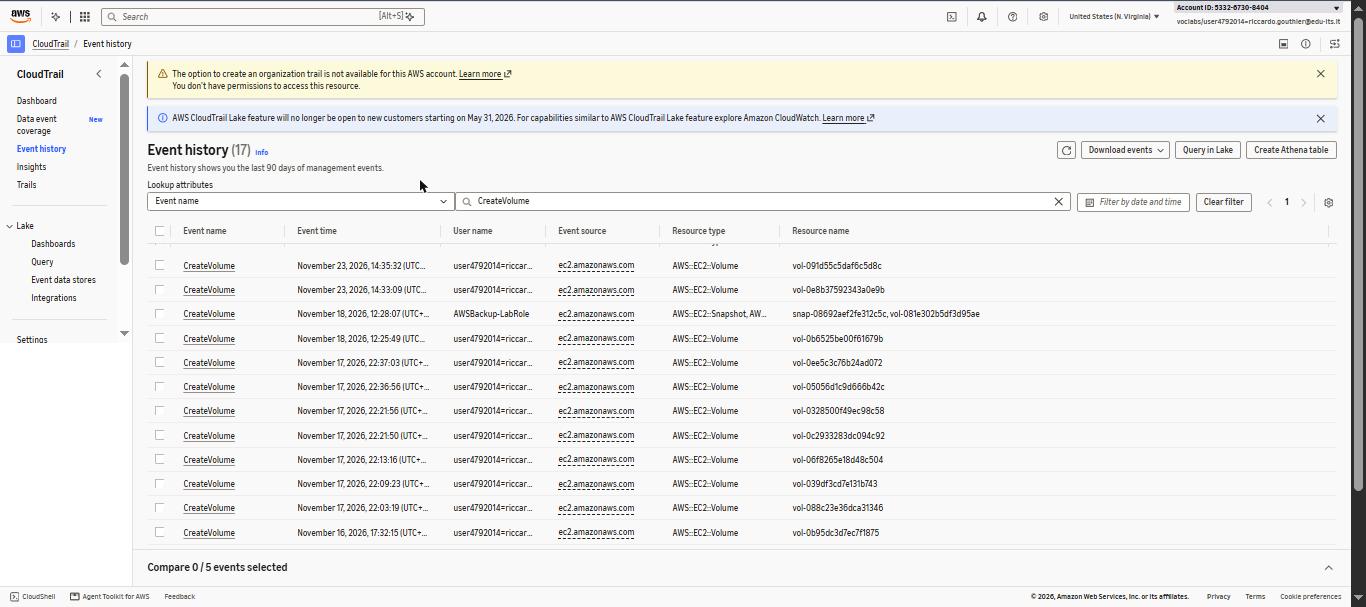 aws
Search [Alt+S]
United States (N. Virginia)
Account ID: 5332-6730-8404
voclabs/user4792014=riccardo.gouthier@edu-its.it
CloudTrail / Event history
CloudTrail
Dashboard
Data event coverage New
Event history
Insights
Trails
Lake
Dashboards
Query
Event data stores
Integrations
Settings
The option to create an organization trail is not available for this AWS account. Learn more
You don't have permissions to access this resource.
AWS CloudTrail Lake feature will no longer be open to new customers starting on May 31, 2026. For capabilities similar to AWS CloudTrail Lake feature explore Amazon CloudWatch. Learn more
Event history (17) Info
Download events Query in Lake Create Athena table
Event history shows you the last 90 days of management events.
Lookup attributes
Event name CreateVolume Filter by date and time Clear filter 1
Event name Event time User name Event source Resource type Resource name
CreateVolume November 23, 2026, 14:35:32 (UTC... user4792014=riccar... ec2.amazonaws.com AWS::EC2::Volume vol-091d55c5daf6c5d8c
CreateVolume November 23, 2026, 14:33:09 (UTC... user4792014=riccar... ec2.amazonaws.com AWS::EC2::Volume vol-0e8b37592343a0e9b
CreateVolume November 18, 2026, 12:28:07 (UTC+... AWSBackup-LabRole ec2.amazonaws.com AWS::EC2::Snapshot, AW... snap-08692aef2fe312c5c, vol-081e302b5df3d95ae
CreateVolume November 18, 2026, 12:25:49 (UTC... user4792014=riccar... ec2.amazonaws.com AWS::EC2::Volume vol-0b6525be00f61679b
CreateVolume November 17, 2026, 22:37:03 (UTC+... user4792014=riccar... ec2.amazonaws.com AWS::EC2::Volume vol-0ee5c3c76b24ad072
CreateVolume November 17, 2026, 22:36:56 (UTC+... user4792014=riccar... ec2.amazonaws.com AWS::EC2::Volume vol-05056d1c9d666b42c
CreateVolume November 17, 2026, 22:21:56 (UTC+... user4792014=riccar... ec2.amazonaws.com AWS::EC2::Volume vol-0328500f49ec98c58
CreateVolume November 17, 2026, 22:21:50 (UTC+... user4792014=riccar... ec2.amazonaws.com AWS::EC2::Volume vol-0c2933283dc094c92
CreateVolume November 17, 2026, 22:13:16 (UTC+... user4792014=riccar... ec2.amazonaws.com AWS::EC2::Volume vol-06f8265e18d48c504
CreateVolume November 17, 2026, 22:09:23 (UTC+... user4792014=riccar... ec2.amazonaws.com AWS::EC2::Volume vol-039df3cd7e131b743
CreateVolume November 17, 2026, 22:03:19 (UTC+... user4792014=riccar... ec2.amazonaws.com AWS::EC2::Volume vol-088c23e36dca31346
CreateVolume November 16, 2026, 17:32:15 (UTC+... user4792014=riccar... ec2.amazonaws.com AWS::EC2::Volume vol-0b95dc3d7ec7f1875
Compare 0 / 5 events selected
CloudShell Agent Toolkit for AWS Feedback © 2026, Amazon Web Services, Inc. or its affiliates. Privacy Terms Cookie preferences